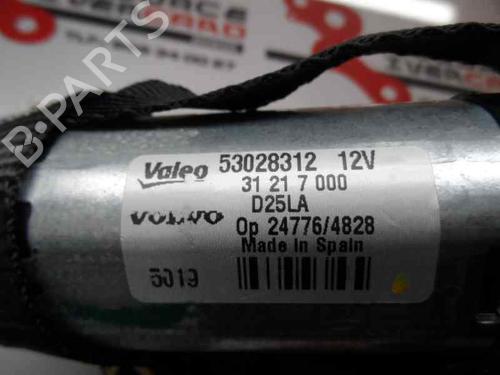 Valeo 53028312 12V
31 21 7 000
D25LA
VOLVO
Op 24776/4828
Made in Spain
5019
B-PARTS